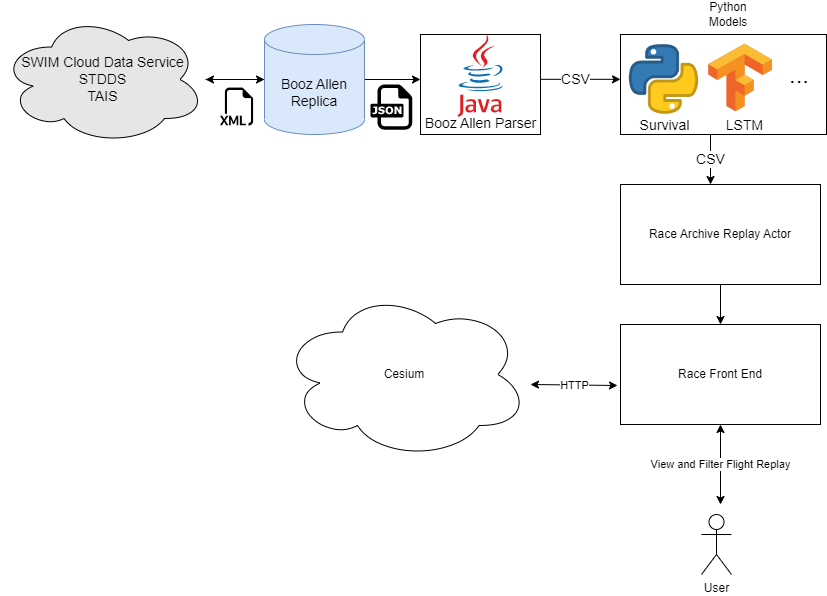 Python
Models
SWIM Cloud Data Service
STDDS
TAIS
XML
Booz Allen
Replica
JSON
Java
Booz Allen Parser
CSV
Survival
LSTM
...
CSV
Race Archive Replay Actor
Cesium
HTTP
Race Front End
View and Filter Flight Replay
User